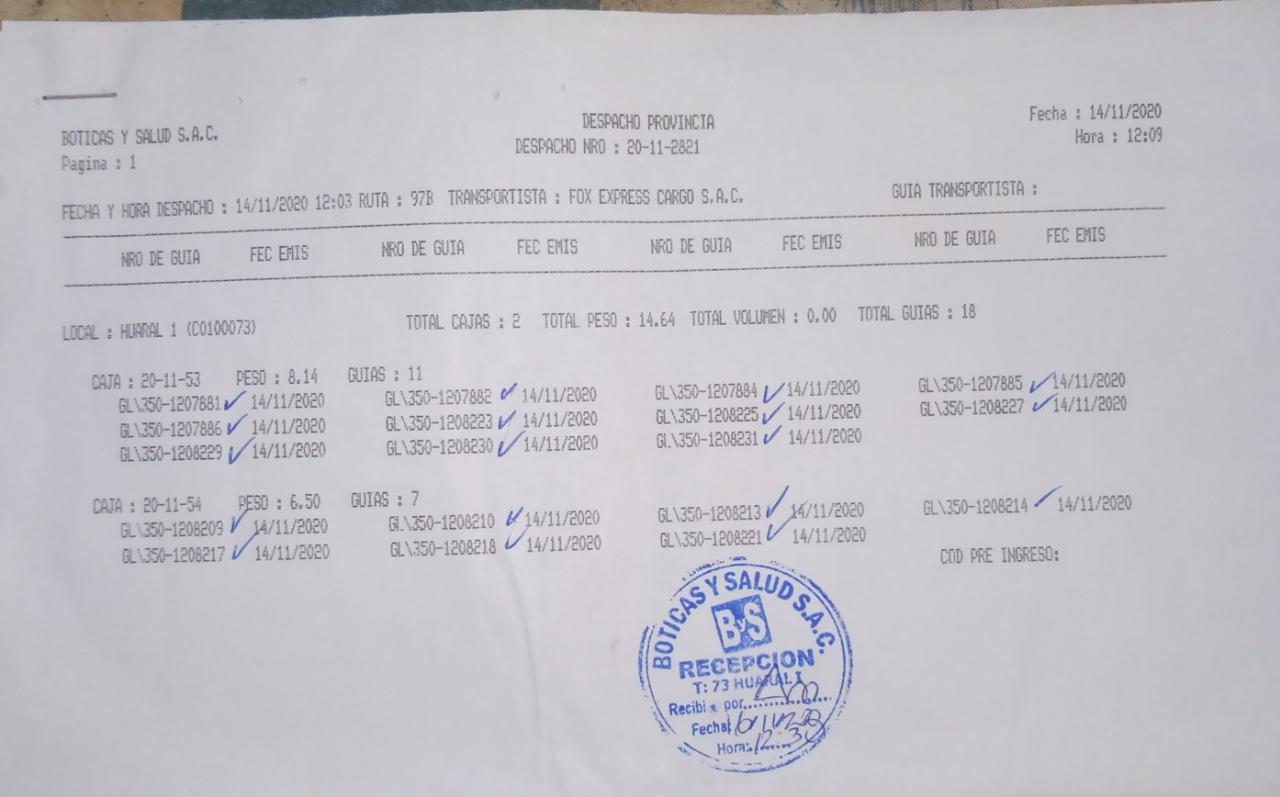 BOTICAS Y SALUD S.A.C.
DESPACHO PROVINCIA
Fecha : 14/11/2020
Pagina : 1
DESPACHO NRO : 20-11-2821
Hora : 12:09
FECHA Y HORA DESPACHO : 14/11/2020 12:03 RUTA : 97B TRANSPORTISTA : FOX EXPRESS CARGO S.A.C. GUIA TRANSPORTISTA :
NRO DE GUIA FEC EMIS NRO DE GUIA FEC EMIS NRO DE GUIA FEC EMIS NRO DE GUIA FEC EMIS
LOCAL : HUARAL 1 (C0100073) TOTAL CAJAS : 2 TOTAL PESO : 14.64 TOTAL VOLUMEN : 0.00 TOTAL GUIAS : 18
CAJA : 20-11-53 PESO : 8.14 GUIAS : 11
GL\350-1207881 14/11/2020 GL\350-1207882 14/11/2020 GL\350-1207884 14/11/2020 GL\350-1207885 14/11/2020
GL\350-1207886 14/11/2020 GL\350-1208223 14/11/2020 GL\350-1208225 14/11/2020 GL\350-1208227 14/11/2020
GL\350-1208229 14/11/2020 GL\350-1208230 14/11/2020 GL\350-1208231 14/11/2020
CAJA : 20-11-54 PESO : 6.50 GUIAS : 7
GL\350-1208209 14/11/2020 GL\350-1208210 14/11/2020 GL\350-1208213 14/11/2020 GL\350-1208214 14/11/2020
GL\350-1208217 14/11/2020 GL\350-1208218 14/11/2020 GL\350-1208221 14/11/2020
COD PRE INGRESO:
BOTICAS Y SALUD S.A.C.
ByS
RECEPCION
T: 73 HUARAL I
por
Fecha:
Hora: